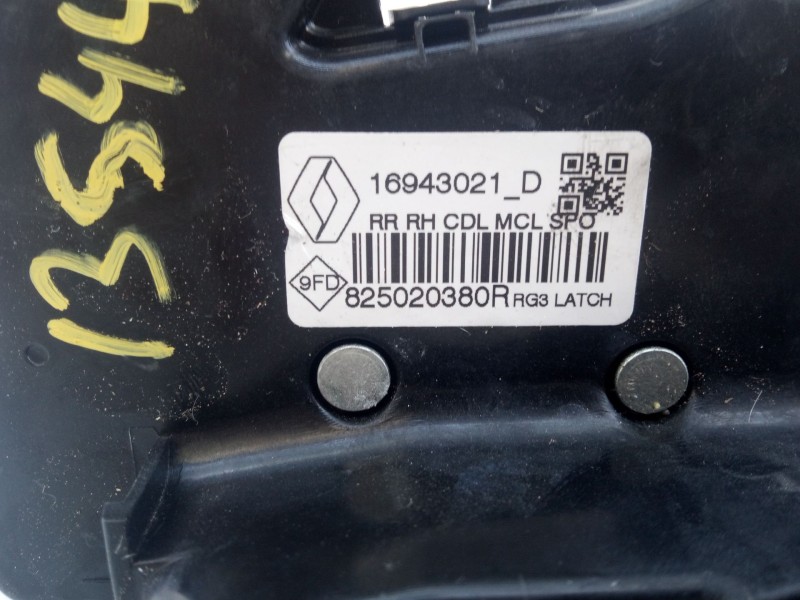 13544
16943021_D
RR RH CDL MCL SPO
9FD
825020380R RG3 LATCH